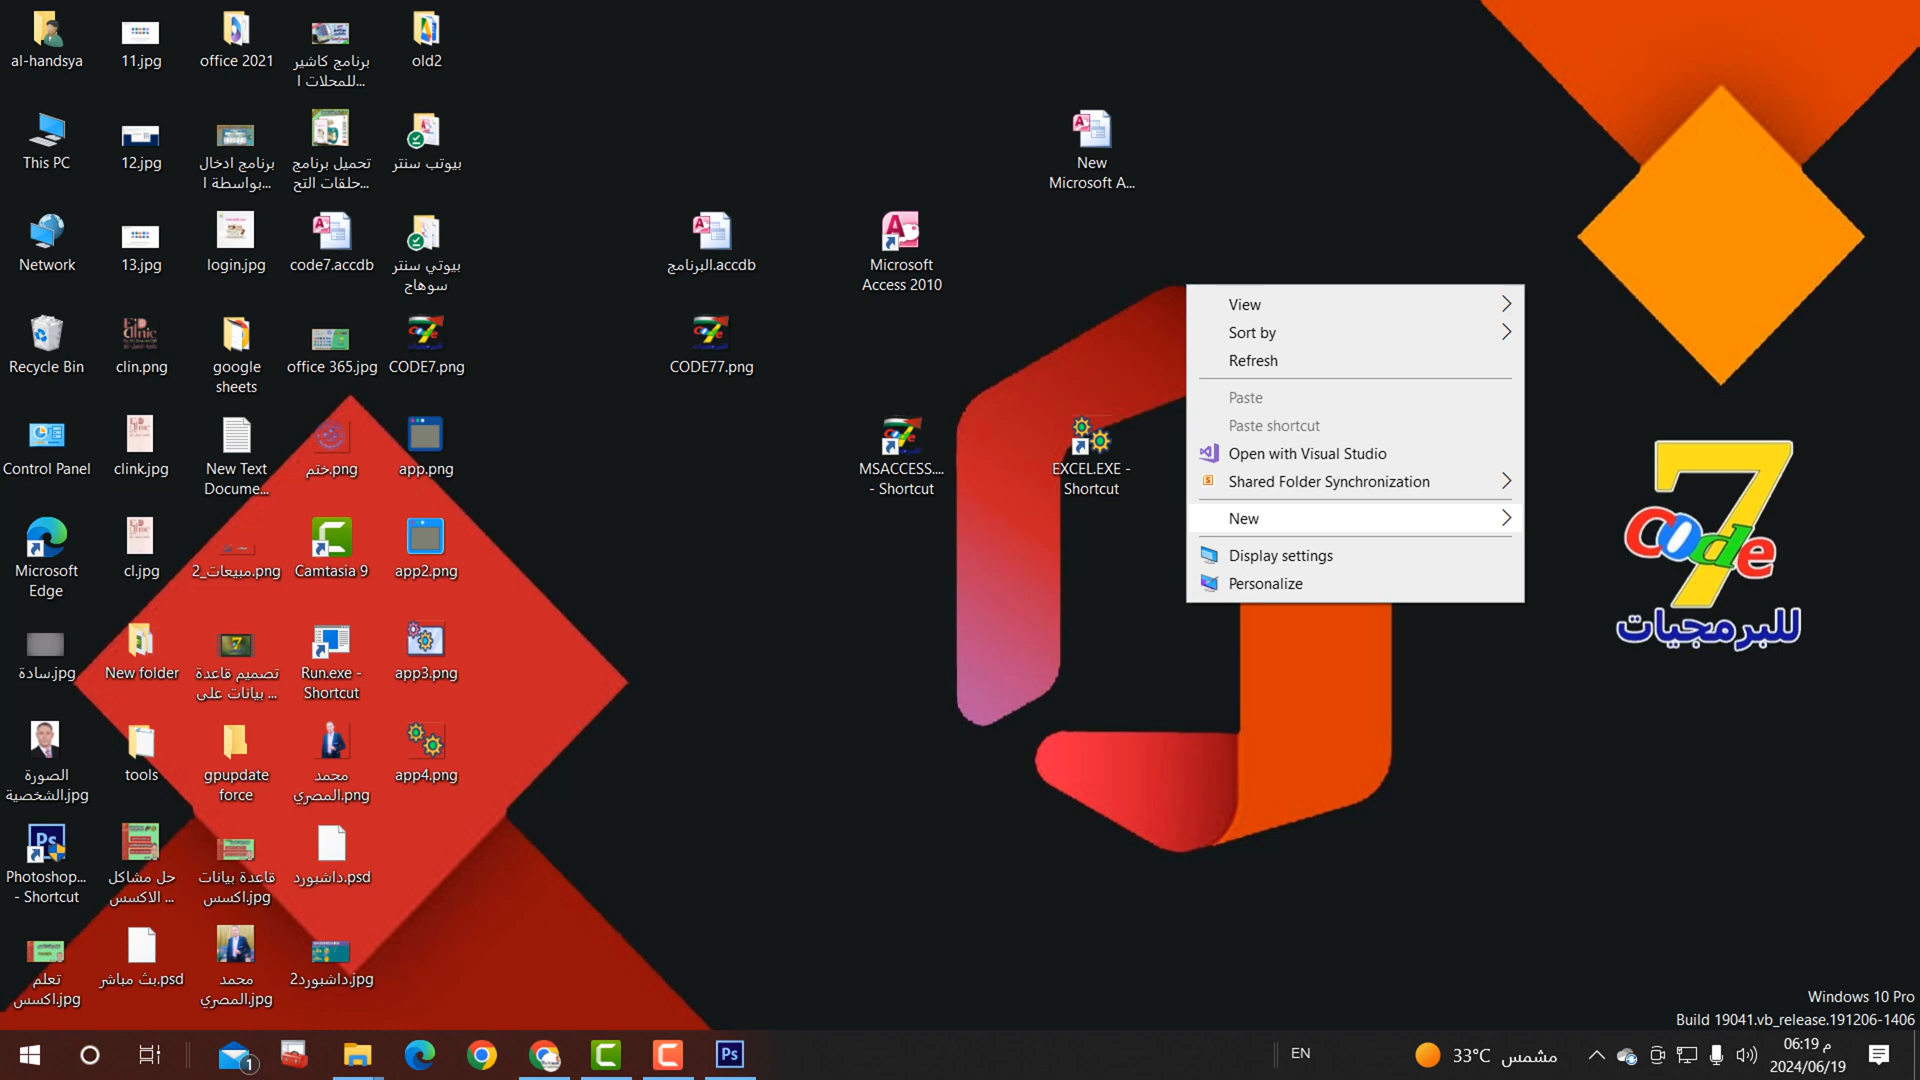 al-handsya
11.jpg
office 2021
برنامج كاشير
للمحلات ا...
old2
This PC
12.jpg
برنامج ادخال
بواسطة ا...
تحميل برنامج
حلقات التح...
بيوتب سنتر
New
Microsoft A...
Network
13.jpg
login.jpg
code7.accdb
بيوتي سنتر
سوهاج
البرنامج.accdb
Microsoft
Access 2010
Recycle Bin
clin.png
google
sheets
office 365.jpg
CODE7.png
CODE77.png
Control Panel
clink.jpg
New Text
Docume...
ختم.png
app.png
MSACCESS....
- Shortcut
EXCEL.EXE -
Shortcut
Microsoft
Edge
cl.jpg
مبيعات_2.png
Camtasia 9
app2.png
سادة.jpg
New folder
تصميم قاعدة
بيانات على ...
Run.exe -
Shortcut
app3.png
الصورة
الشخصية.jpg
tools
gpupdate
force
محمد
المصري.png
app4.png
Photoshop...
- Shortcut
حل مشاكل
الاكسس ...
قاعدة بيانات
اكسس.jpg
داشبورد.psd
تعلم
اكسس.jpg
بث مباشر.psd
محمد
المصري.jpg
داشبورد2.jpg
View
Sort by
Refresh
Paste
Paste shortcut
Open with Visual Studio
Shared Folder Synchronization
New
Display settings
Personalize
7
Code
للبرمجيات
Windows 10 Pro
Build 19041.vb_release.191206-1406
1
Ps
EN
33°C مشمس
06:19 م
2024/06/19